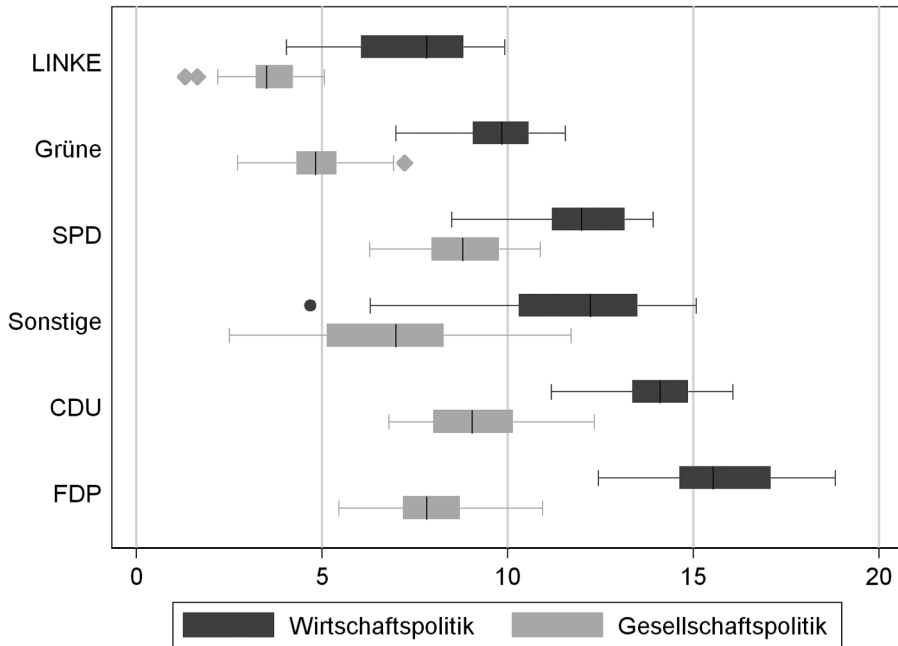 LINKE
Grüne
SPD
Sonstige
CDU
FDP
0 5 10 15 20
Wirtschaftspolitik Gesellschaftspolitik